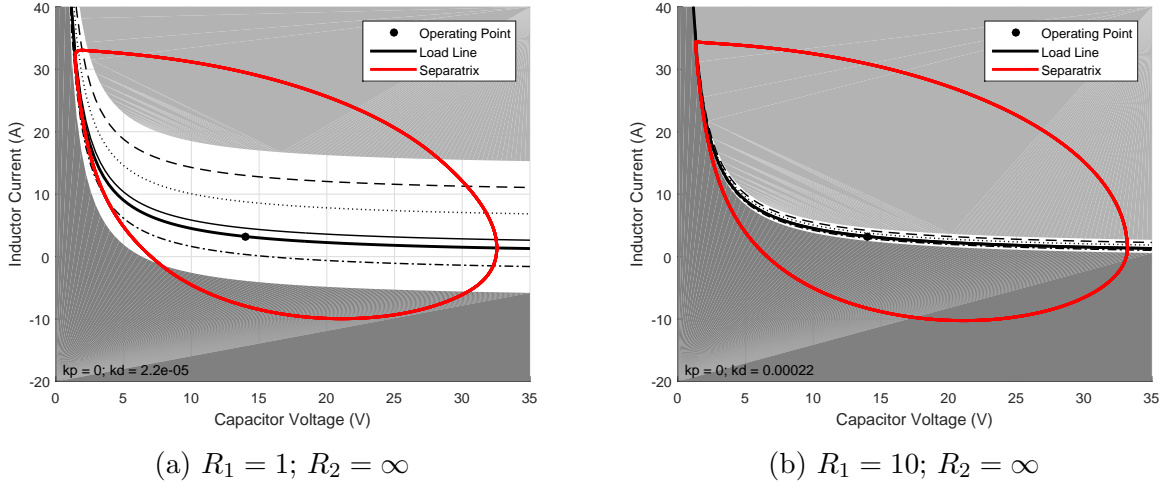 40
30
20
10
0
-10
-20
Inductor Current (A)
Operating Point
Load Line
Separatrix
kp = 0; kd = 2.2e-05
0 5 10 15 20 25 30 35
Capacitor Voltage (V)
(a) R₁ = 1; R₂ = ∞
40
30
20
10
0
-10
-20
Inductor Current (A)
Operating Point
Load Line
Separatrix
kp = 0; kd = 0.00022
0 5 10 15 20 25 30 35
Capacitor Voltage (V)
(b) R₁ = 10; R₂ = ∞